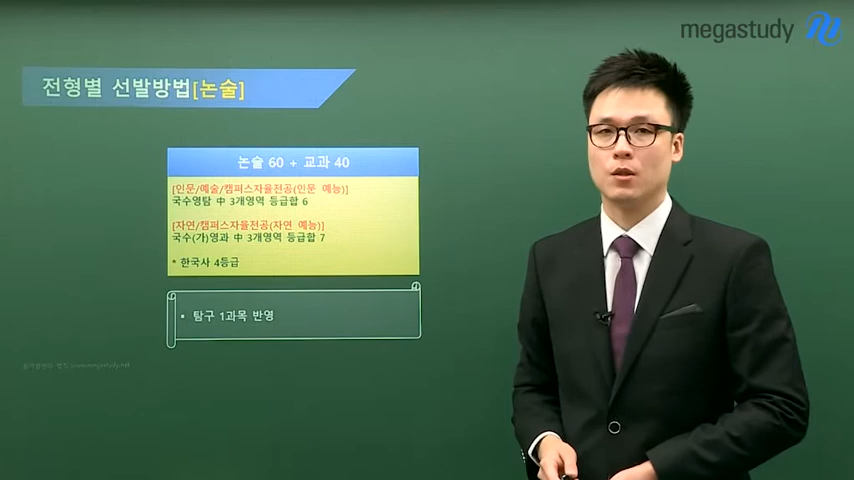 megastudy
전형별 선발방법[논술]
논술 60 + 교과 40
[인문/예술/캠퍼스자율전공(인문 예능)]
국수영탐 中 3개영역 등급합 6
[자연/캠퍼스자율전공(자연 예능)]
국수(가)영과 中 3개영역 등급합 7
* 한국사 4등급
• 탐구 1과목 반영